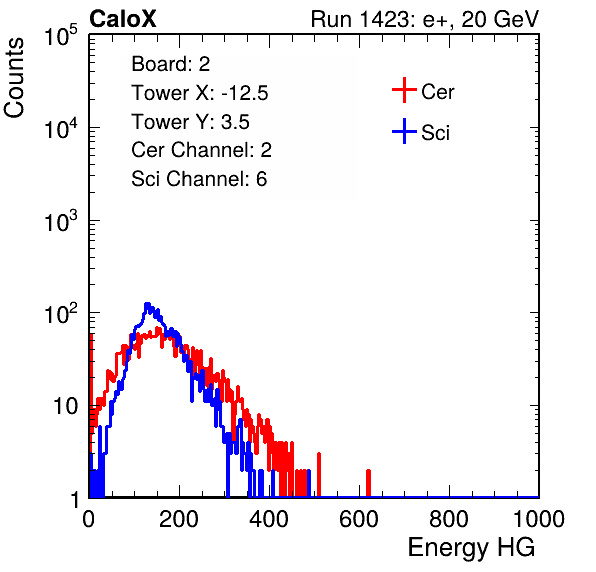 CaloX Run 1423: e+, 20 GeV
Counts
Board: 2
Tower X: -12.5
Tower Y: 3.5
Cer Channel: 2
Sci Channel: 6
Cer
Sci
10^5
10^4
10^3
10^2
10
1
0 200 400 600 800 1000
Energy HG